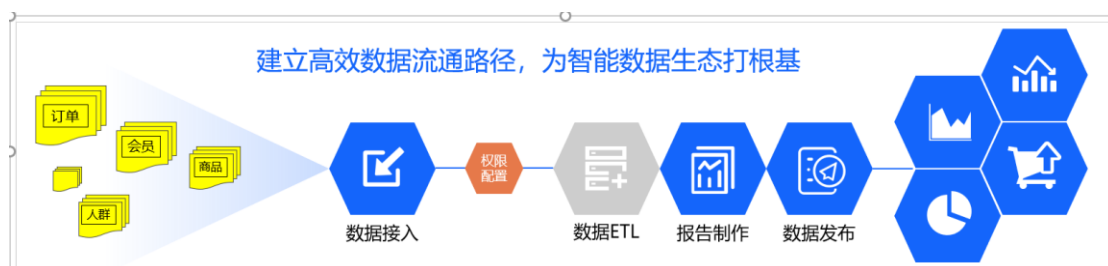 建立高效数据流通路径，为智能数据生态打根基
订单
会员
商品
人群
数据接入
权限
配置
数据ETL
报告制作
数据发布